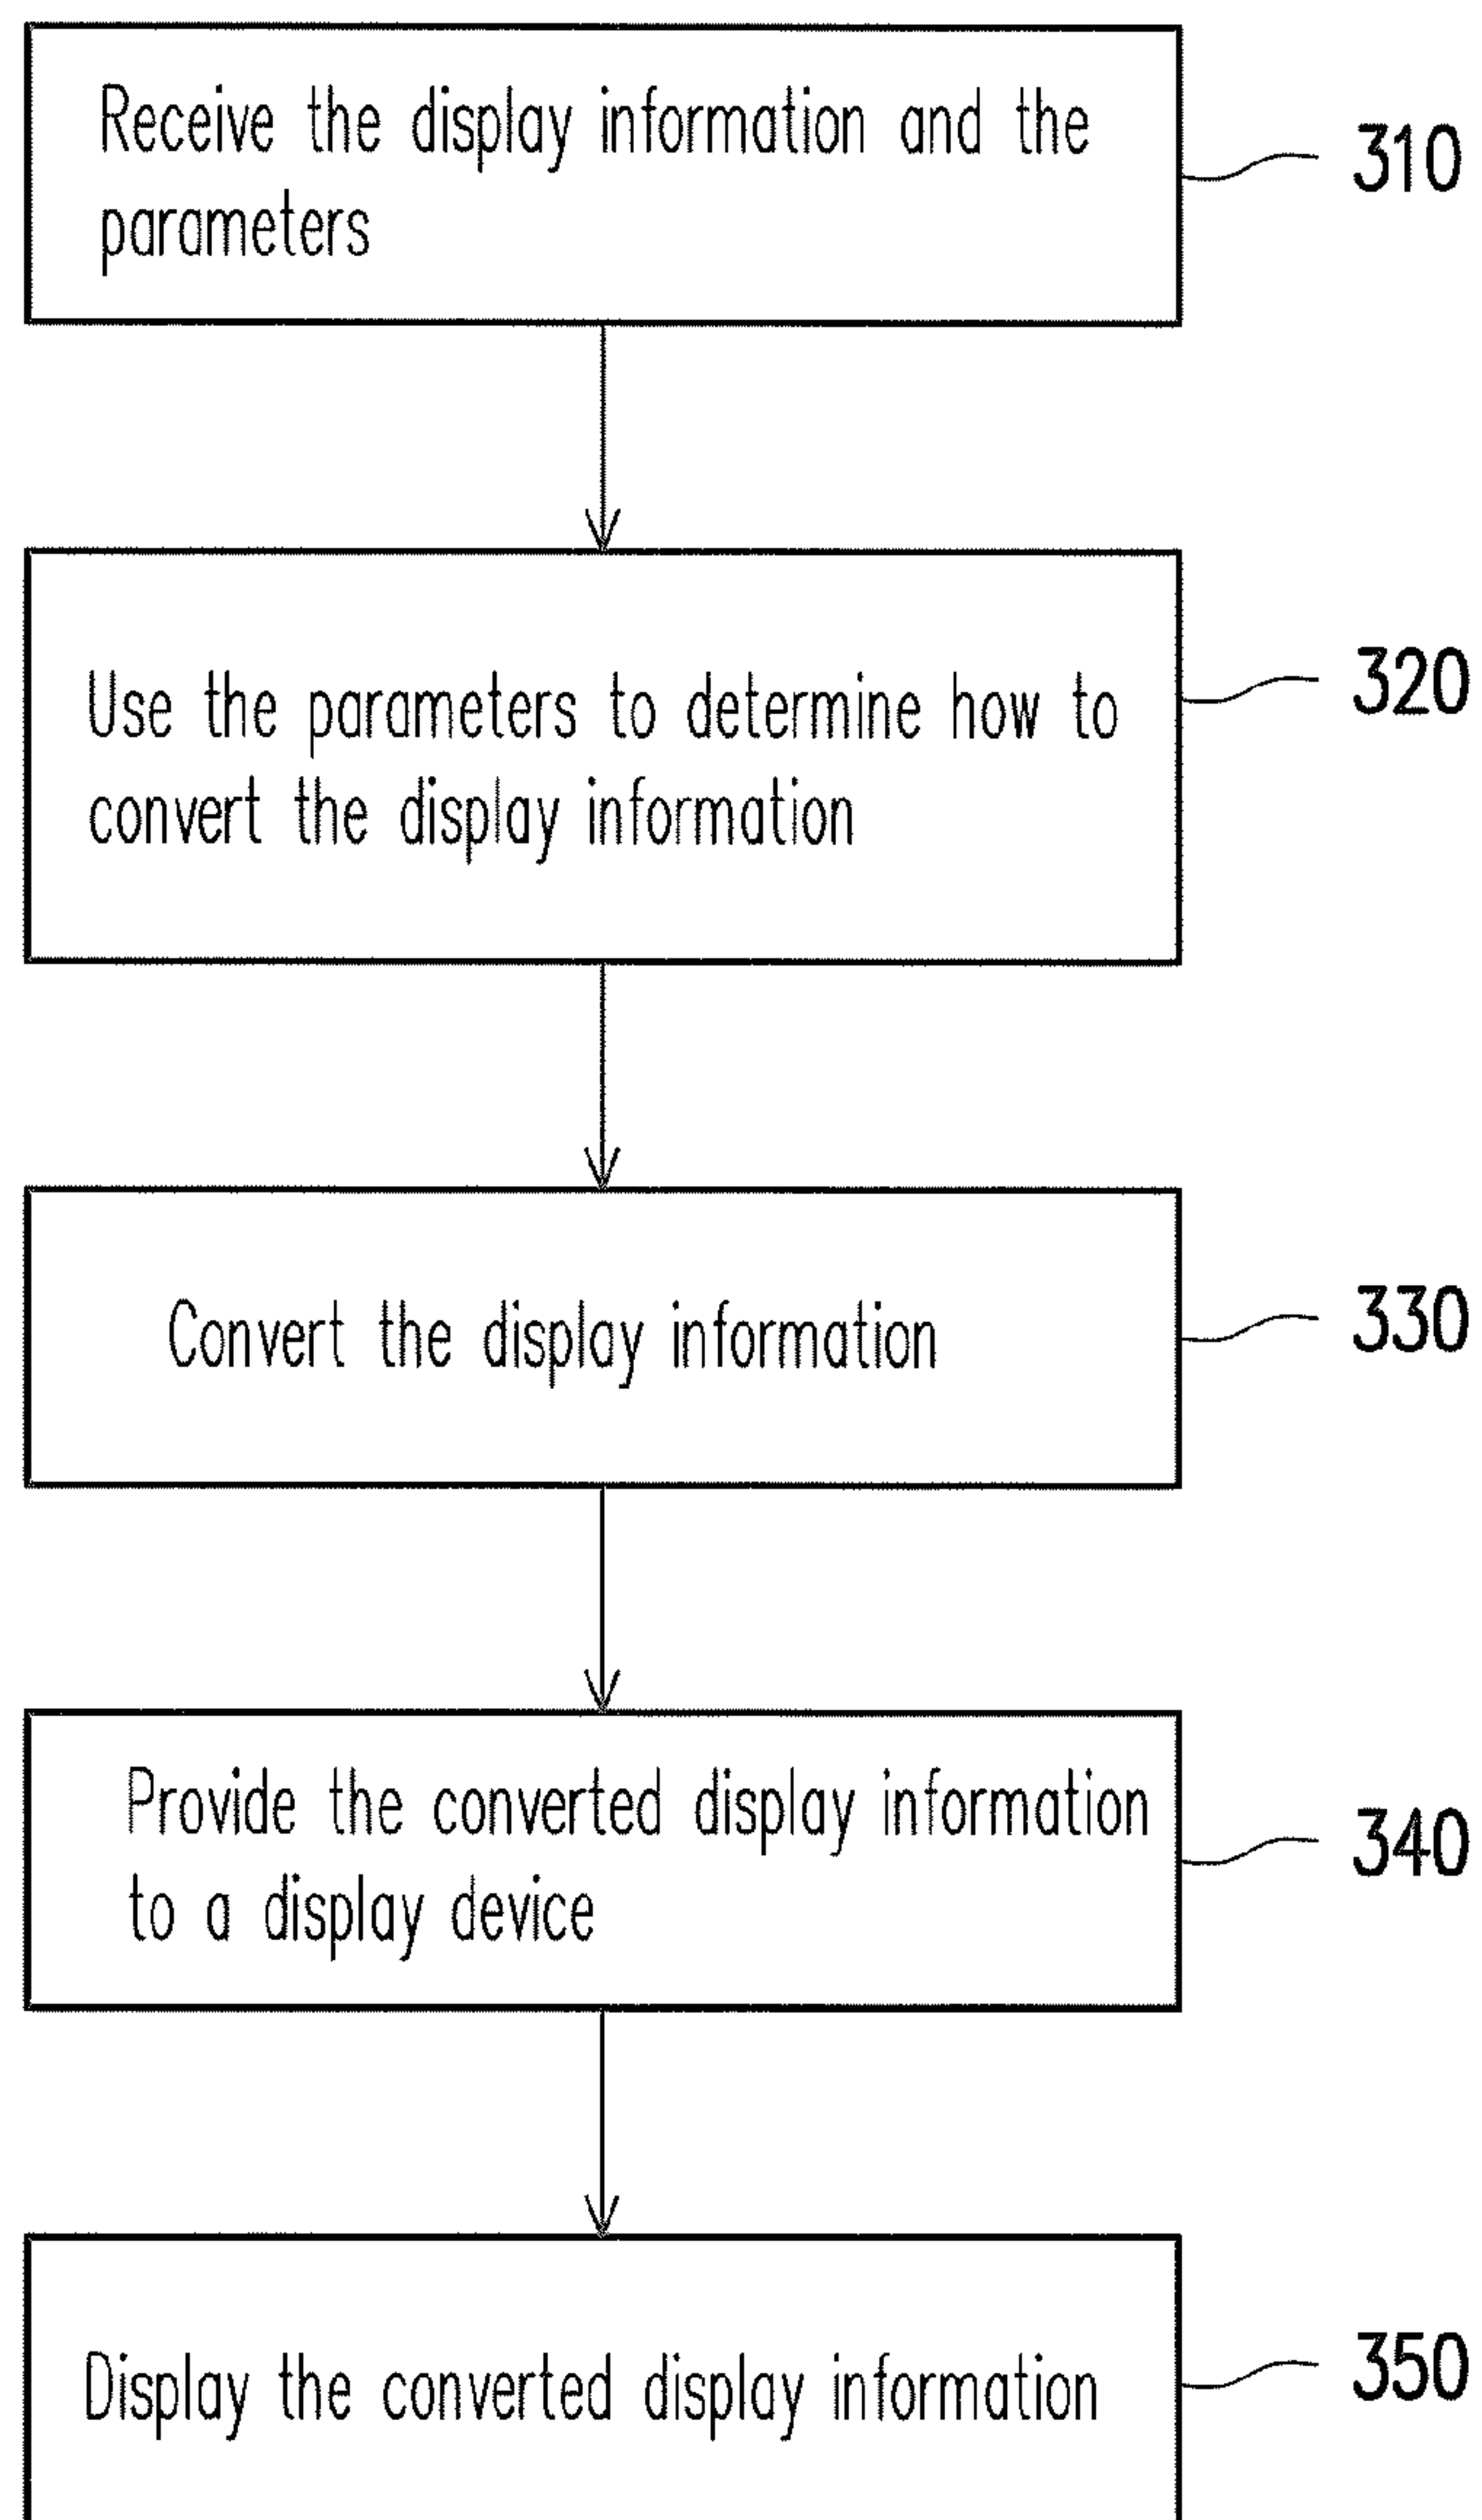 Receive the display information and the
parameters
310
Use the parameters to determine how to
convert the display information
320
Convert the display information
330
Provide the converted display information
to a display device
340
Display the converted display information
350